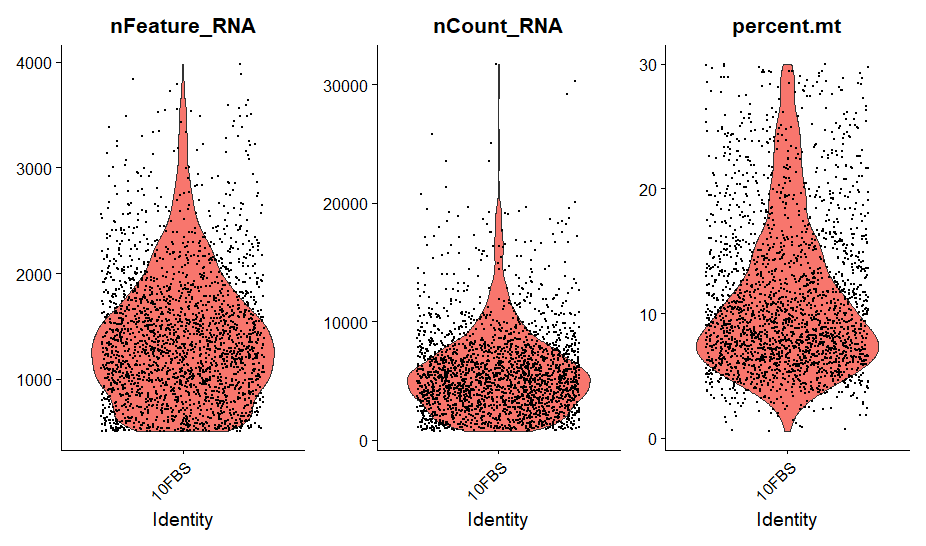 nFeature_RNA
4000
3000
2000
1000
10FBS
Identity
nCount_RNA
30000
20000
10000
0
10FBS
Identity
percent.mt
30
20
10
0
10FBS
Identity